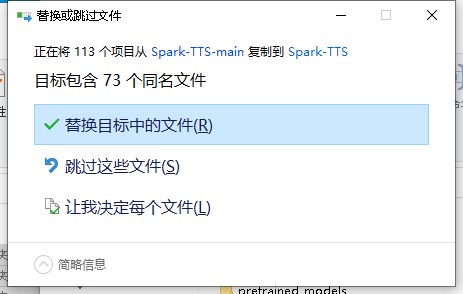 替换或跳过文件
正在将 113 个项目从 Spark-TTS-main 复制到 Spark-TTS
目标包含 73 个同名文件
替换目标中的文件(R)
跳过这些文件(S)
让我决定每个文件(L)
简略信息
pretrained_models